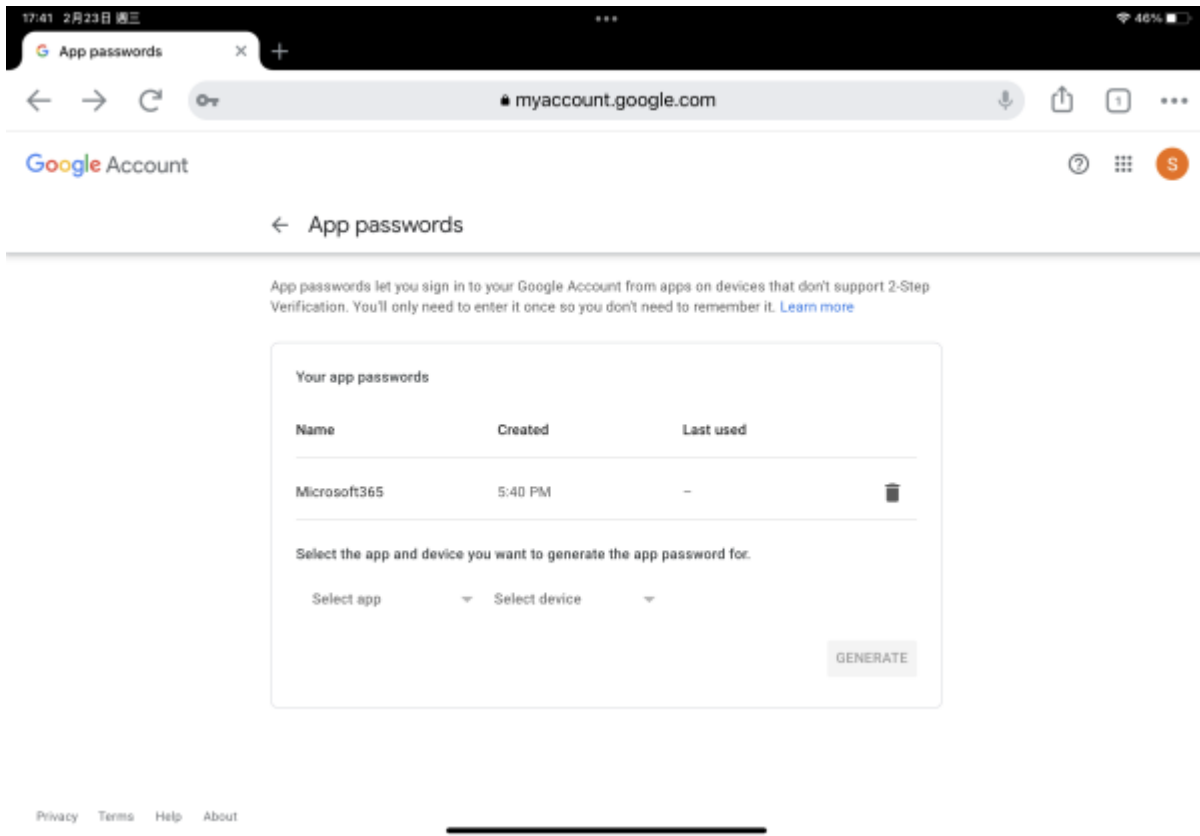 17:41 2月23日 週三
46%
App passwords
myaccount.google.com
1
Google Account
S
App passwords
App passwords let you sign in to your Google Account from apps on devices that don't support 2-Step
Verification. You'll only need to enter it once so you don't need to remember it. Learn more
Your app passwords
Name Created Last used
Microsoft365 5:40 PM –
Select the app and device you want to generate the app password for.
Select app Select device
GENERATE
Privacy Terms Help About